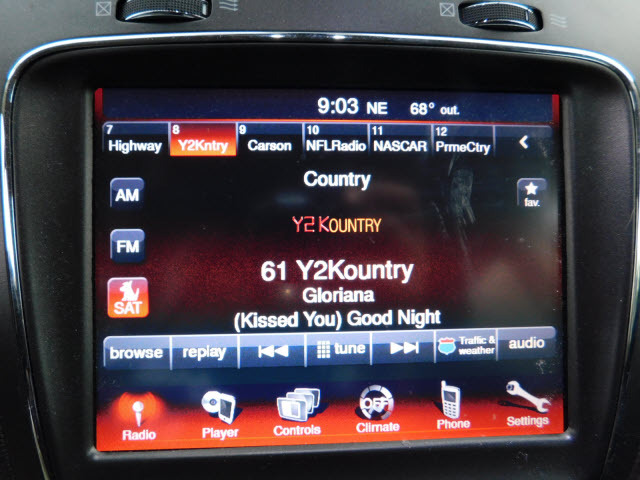 9:03 NE 68° out.
7 8 9 10 11 12
Highway Y2Kntry Carson NFLRadio NASCAR PrmeCtry
Country
AM
fav.
Y2KOUNTRY
FM
61 Y2Kountry
Gloriana
SAT
(Kissed You) Good Night
browse replay tune Traffic & weather audio
OFF
Radio Player Controls Climate Phone Settings